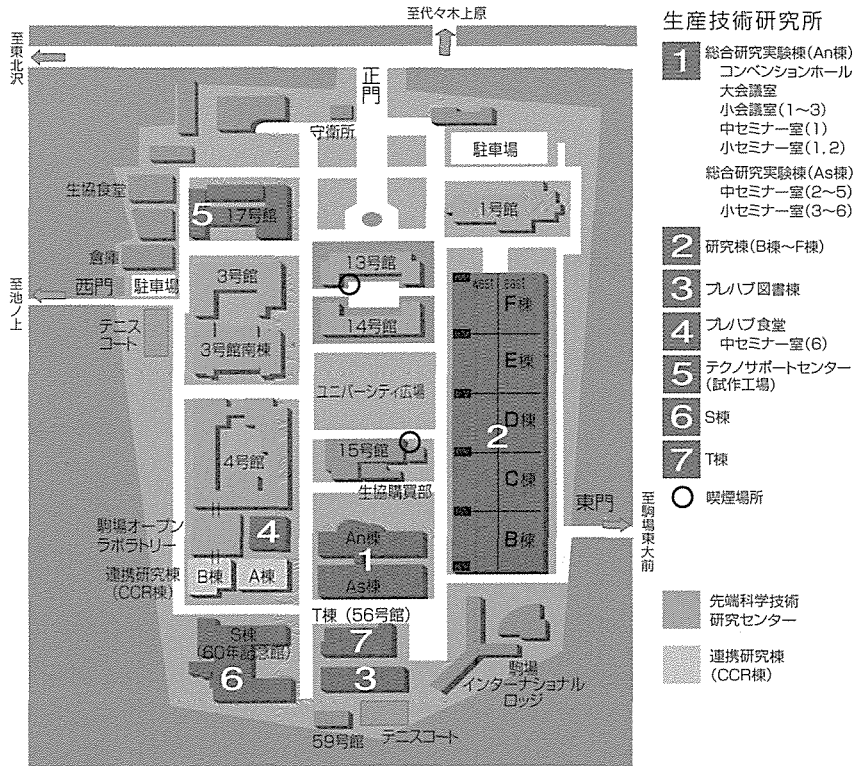 至代々木上原
至東北沢
正門
守衛所
駐車場
生協食堂
5
17号館
1号館
倉庫
13号館
3号館
西門
駐車場
至池ノ上
14号館
テニス
コート
3号館南棟
west
east
F棟
E棟
ユニバーシティ広場
D棟
2
15号館
4号館
C棟
生協購買部
東門
至駒場東大前
駒場オープン
ラボラトリー
4
An棟
1
B棟
連携研究棟
(CCR棟)
B棟
A棟
As棟
T棟(56号館)
S棟
(60年記念館)
7
6
3
駒場
インターナショナル
ロッジ
59号館
テニスコート
生産技術研究所
1
総合研究実験棟(An棟)
コンベンションホール
大会議室
小会議室(1~3)
中セミナー室(1)
小セミナー室(1,2)
総合研究実験棟(As棟)
中セミナー室(2~5)
小セミナー室(3~6)
2
研究棟(B棟~F棟)
3
プレハブ図書棟
4
プレハブ食堂
中セミナー室(6)
5
テクノサポートセンター
(試作工場)
6
S棟
7
T棟
喫煙場所
先端科学技術
研究センター
連携研究棟
(CCR棟)